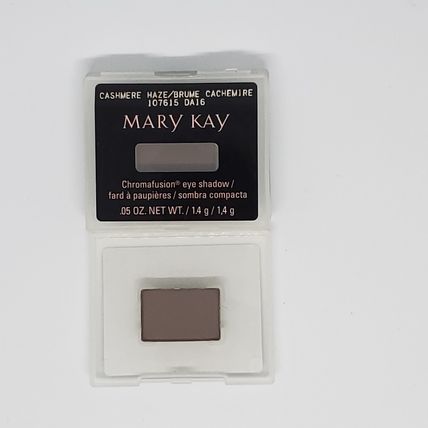 CASHMERE HAZE/BRUME CACHEMIRE
107615 DA16
MARY KAY
Chromafusion® eye shadow /
fard à paupières / sombra compacta
.05 OZ. NET WT. / 1.4 g / 1,4 g